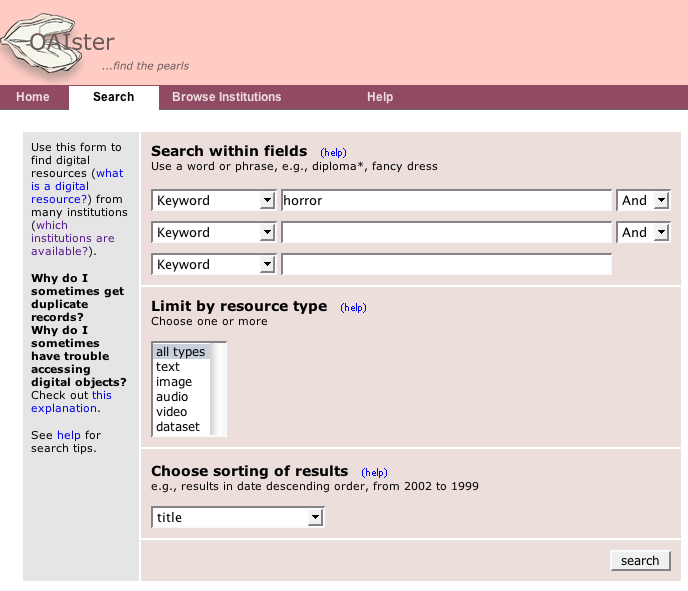 OAIster
...find the pearls
Home Search Browse Institutions Help
Use this form to
find digital
resources (what
is a digital
resource?) from
many institutions
(which
institutions are
available?).
Why do I
sometimes get
duplicate
records?
Why do I
sometimes
have trouble
accessing
digital objects?
Check out this
explanation.
See help for
search tips.
Search within fields (help)
Use a word or phrase, e.g., diploma*, fancy dress
Keyword horror And
Keyword And
Keyword
Limit by resource type (help)
Choose one or more
all types
text
image
audio
video
dataset
Choose sorting of results (help)
e.g., results in date descending order, from 2002 to 1999
title
search